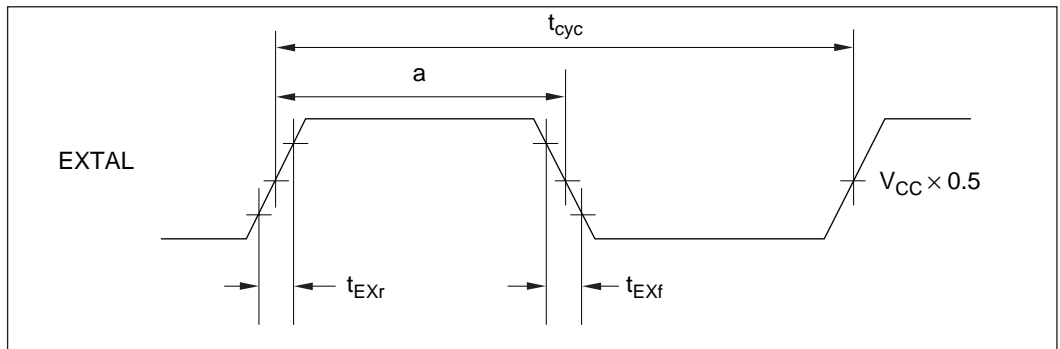 tcyc
a
EXTAL
VCC × 0.5
tEXr
tEXf